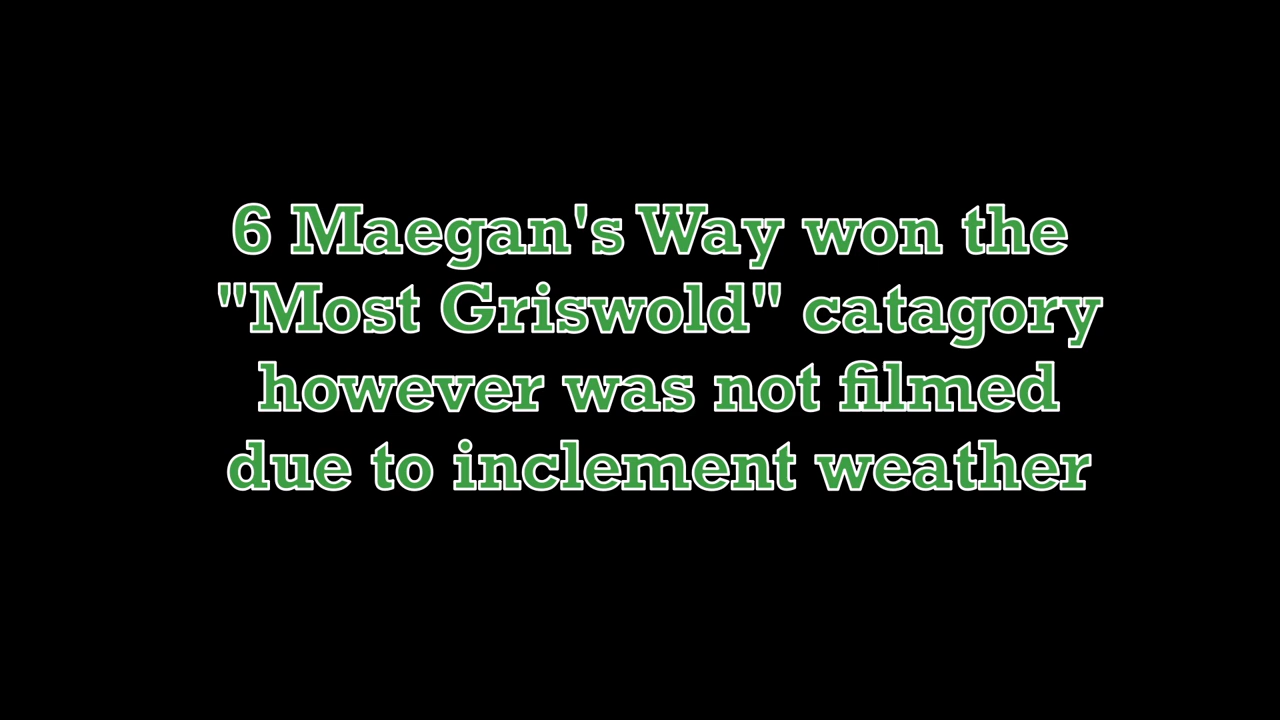 6 Maegan's Way won the
"Most Griswold" catagory
however was not filmed
due to inclement weather